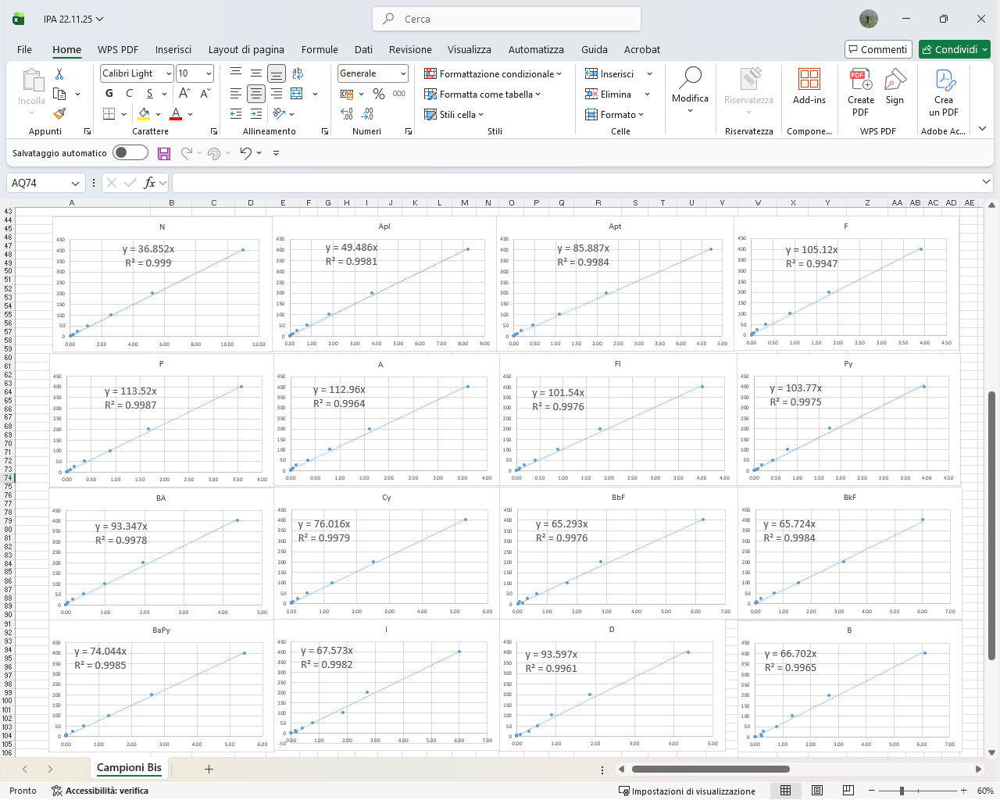 IPA 22.11.25
Cerca
File Home WPS PDF Inserisci Layout di pagina Formule Dati Revisione Visualizza Automatizza Guida Acrobat Commenti Condividi
Incolla
Appunti
Calibri Light 10
G C S
Carattere
Allineamento
Generale
Numeri
Formattazione condizionale
Formatta come tabella
Stili cella
Stili
Inserisci
Elimina
Formato
Celle
Modifica
Riservatezza
Riservatezza
Add-ins
Compone...
Create PDF
Sign
WPS PDF
Crea un PDF
Adobe Ac...
Salvataggio automatico
AQ74
fx
A B C D E F G H I J K L M N O P Q R S T U V W X Y Z AA AB AC AD AE
N
y = 36.852x
R² = 0.999
Apl
y = 49.486x
R² = 0.9981
Apt
y = 85.887x
R² = 0.9984
F
y = 105.12x
R² = 0.9947
P
y = 113.52x
R² = 0.9987
A
y = 112.96x
R² = 0.9964
Fl
y = 101.54x
R² = 0.9976
Py
y = 103.77x
R² = 0.9975
BA
y = 93.347x
R² = 0.9978
Cy
y = 76.016x
R² = 0.9979
BbF
y = 65.293x
R² = 0.9976
BkF
y = 65.724x
R² = 0.9984
BaPy
y = 74.044x
R² = 0.9985
I
y = 67.573x
R² = 0.9982
D
y = 93.597x
R² = 0.9961
B
y = 66.702x
R² = 0.9965
Campioni Bis
Pronto
Accessibilità: verifica
Impostazioni di visualizzazione
60%